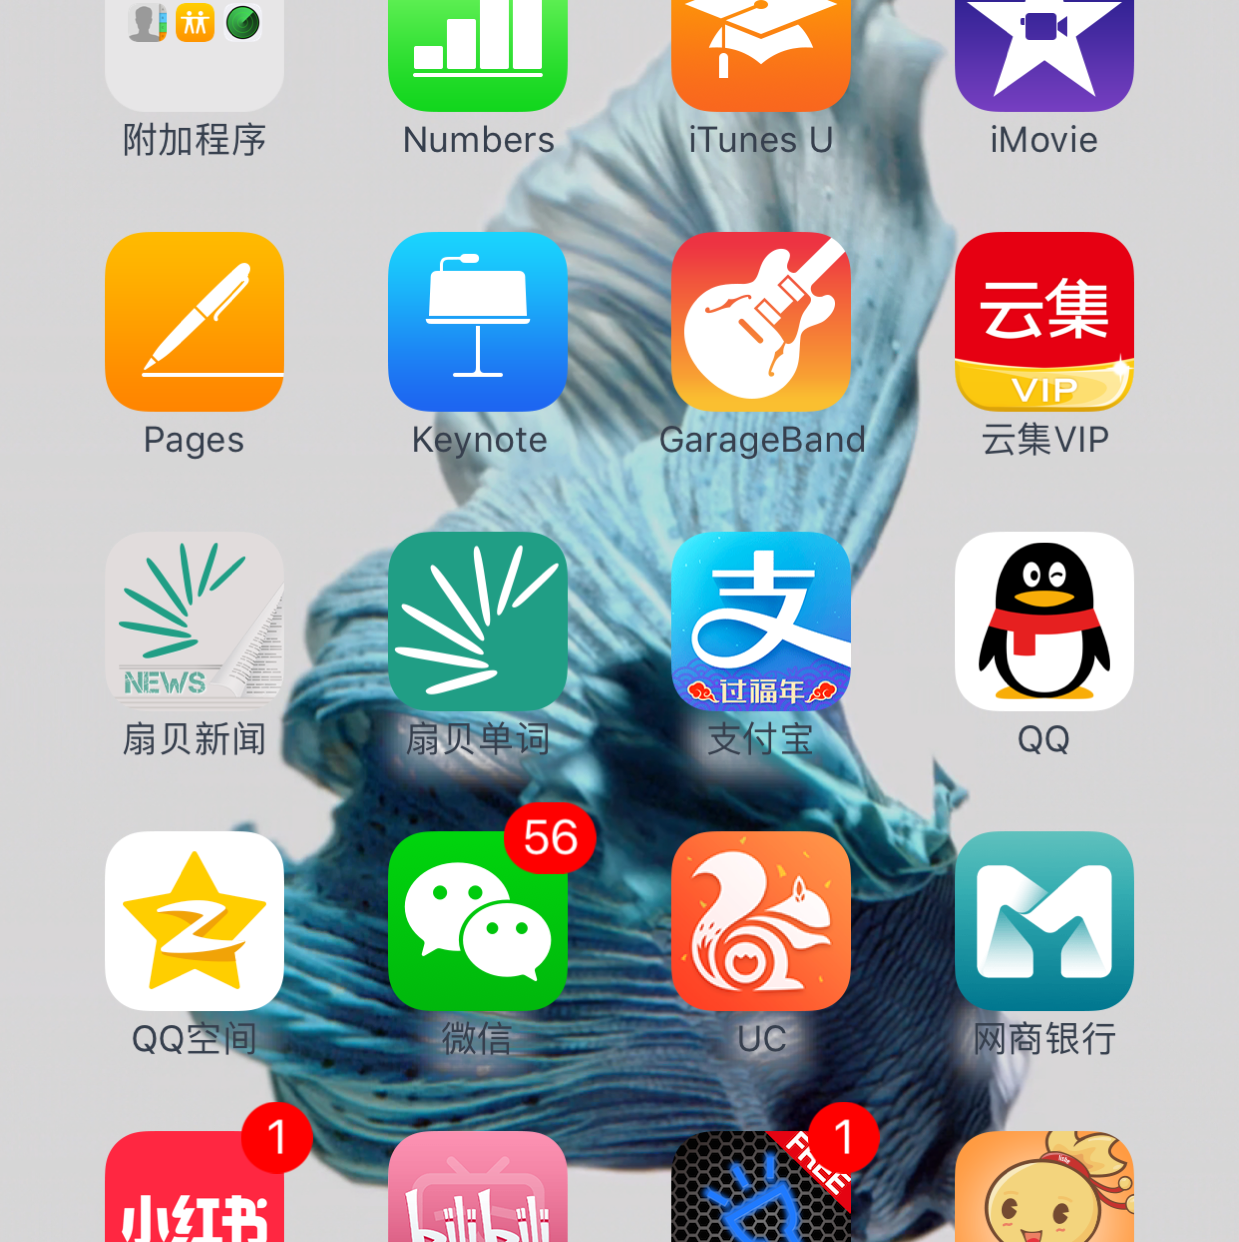 附加程序
Numbers
iTunes U
iMovie
云集
VIP
Pages
Keynote
GarageBand
云集VIP
NEWS
过福年
支
扇贝新闻
扇贝单词
支付宝
QQ
56
QQ空间
微信
UC
网商银行
1
1
FREE
小红书
bilibili